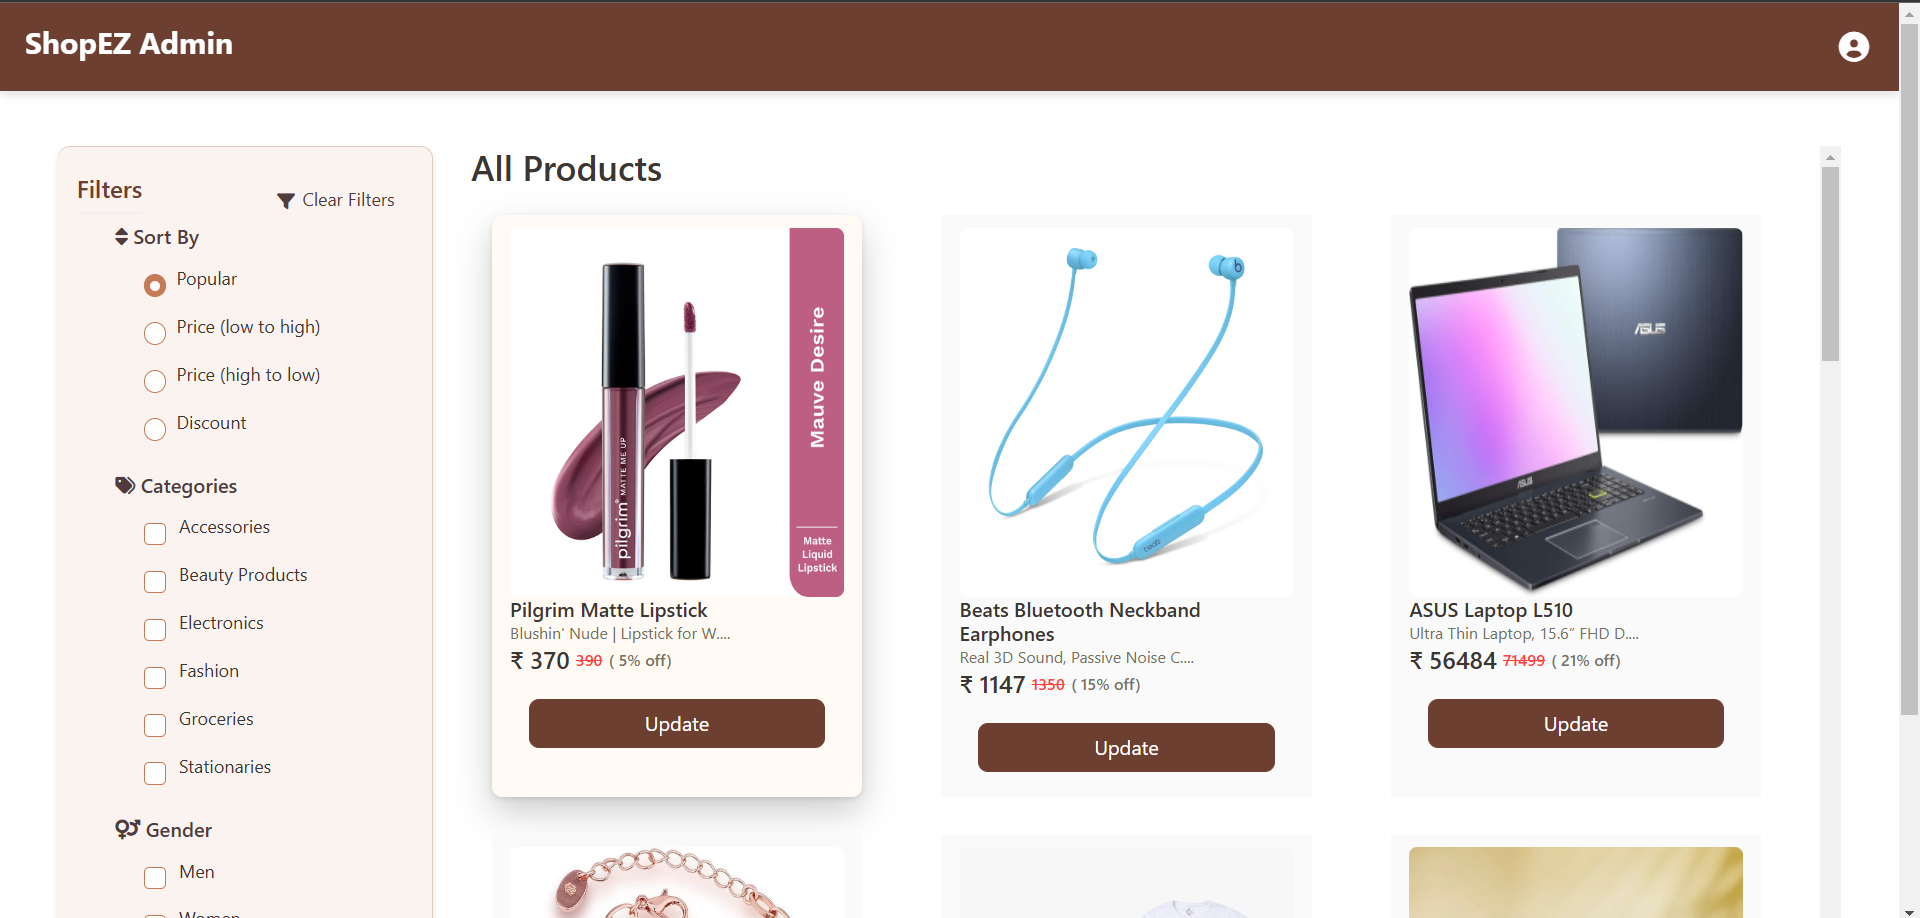 ShopEZ Admin
Filters
Clear Filters
Sort By
Popular
Price (low to high)
Price (high to low)
Discount
Categories
Accessories
Beauty Products
Electronics
Fashion
Groceries
Stationaries
Gender
Men
Women
All Products
Mauve Desire
Matte
Liquid
Lipstick
pilgrim MATTE ME UP
Pilgrim Matte Lipstick
Blushin' Nude | Lipstick for W....
₹ 370 390 ( 5% off)
Update
b
beats
Beats Bluetooth Neckband
Earphones
Real 3D Sound, Passive Noise C....
₹ 1147 1350 ( 15% off)
Update
ASUS
ASUS
ASUS Laptop L510
Ultra Thin Laptop, 15.6” FHD D....
₹ 56484 71499 ( 21% off)
Update